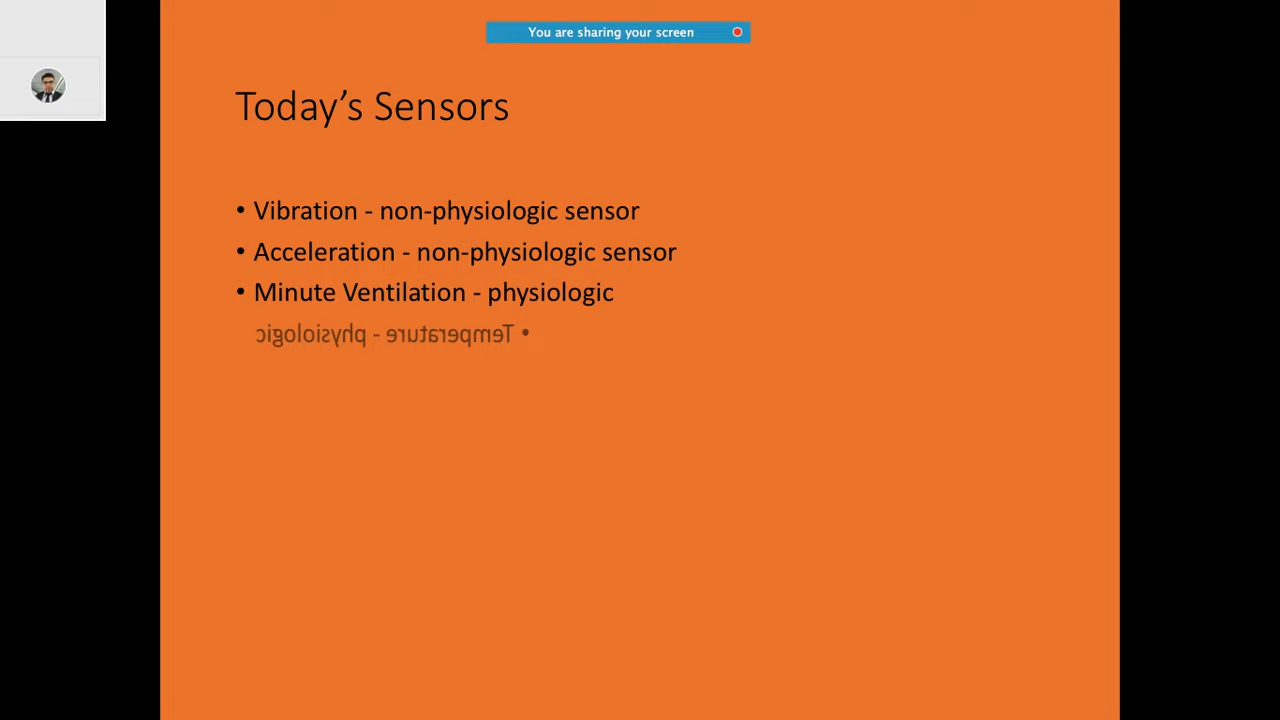 You are sharing your screen
Today's Sensors
• Vibration - non-physiologic sensor
• Acceleration - non-physiologic sensor
• Minute Ventilation - physiologic
• Temperature - physiologic